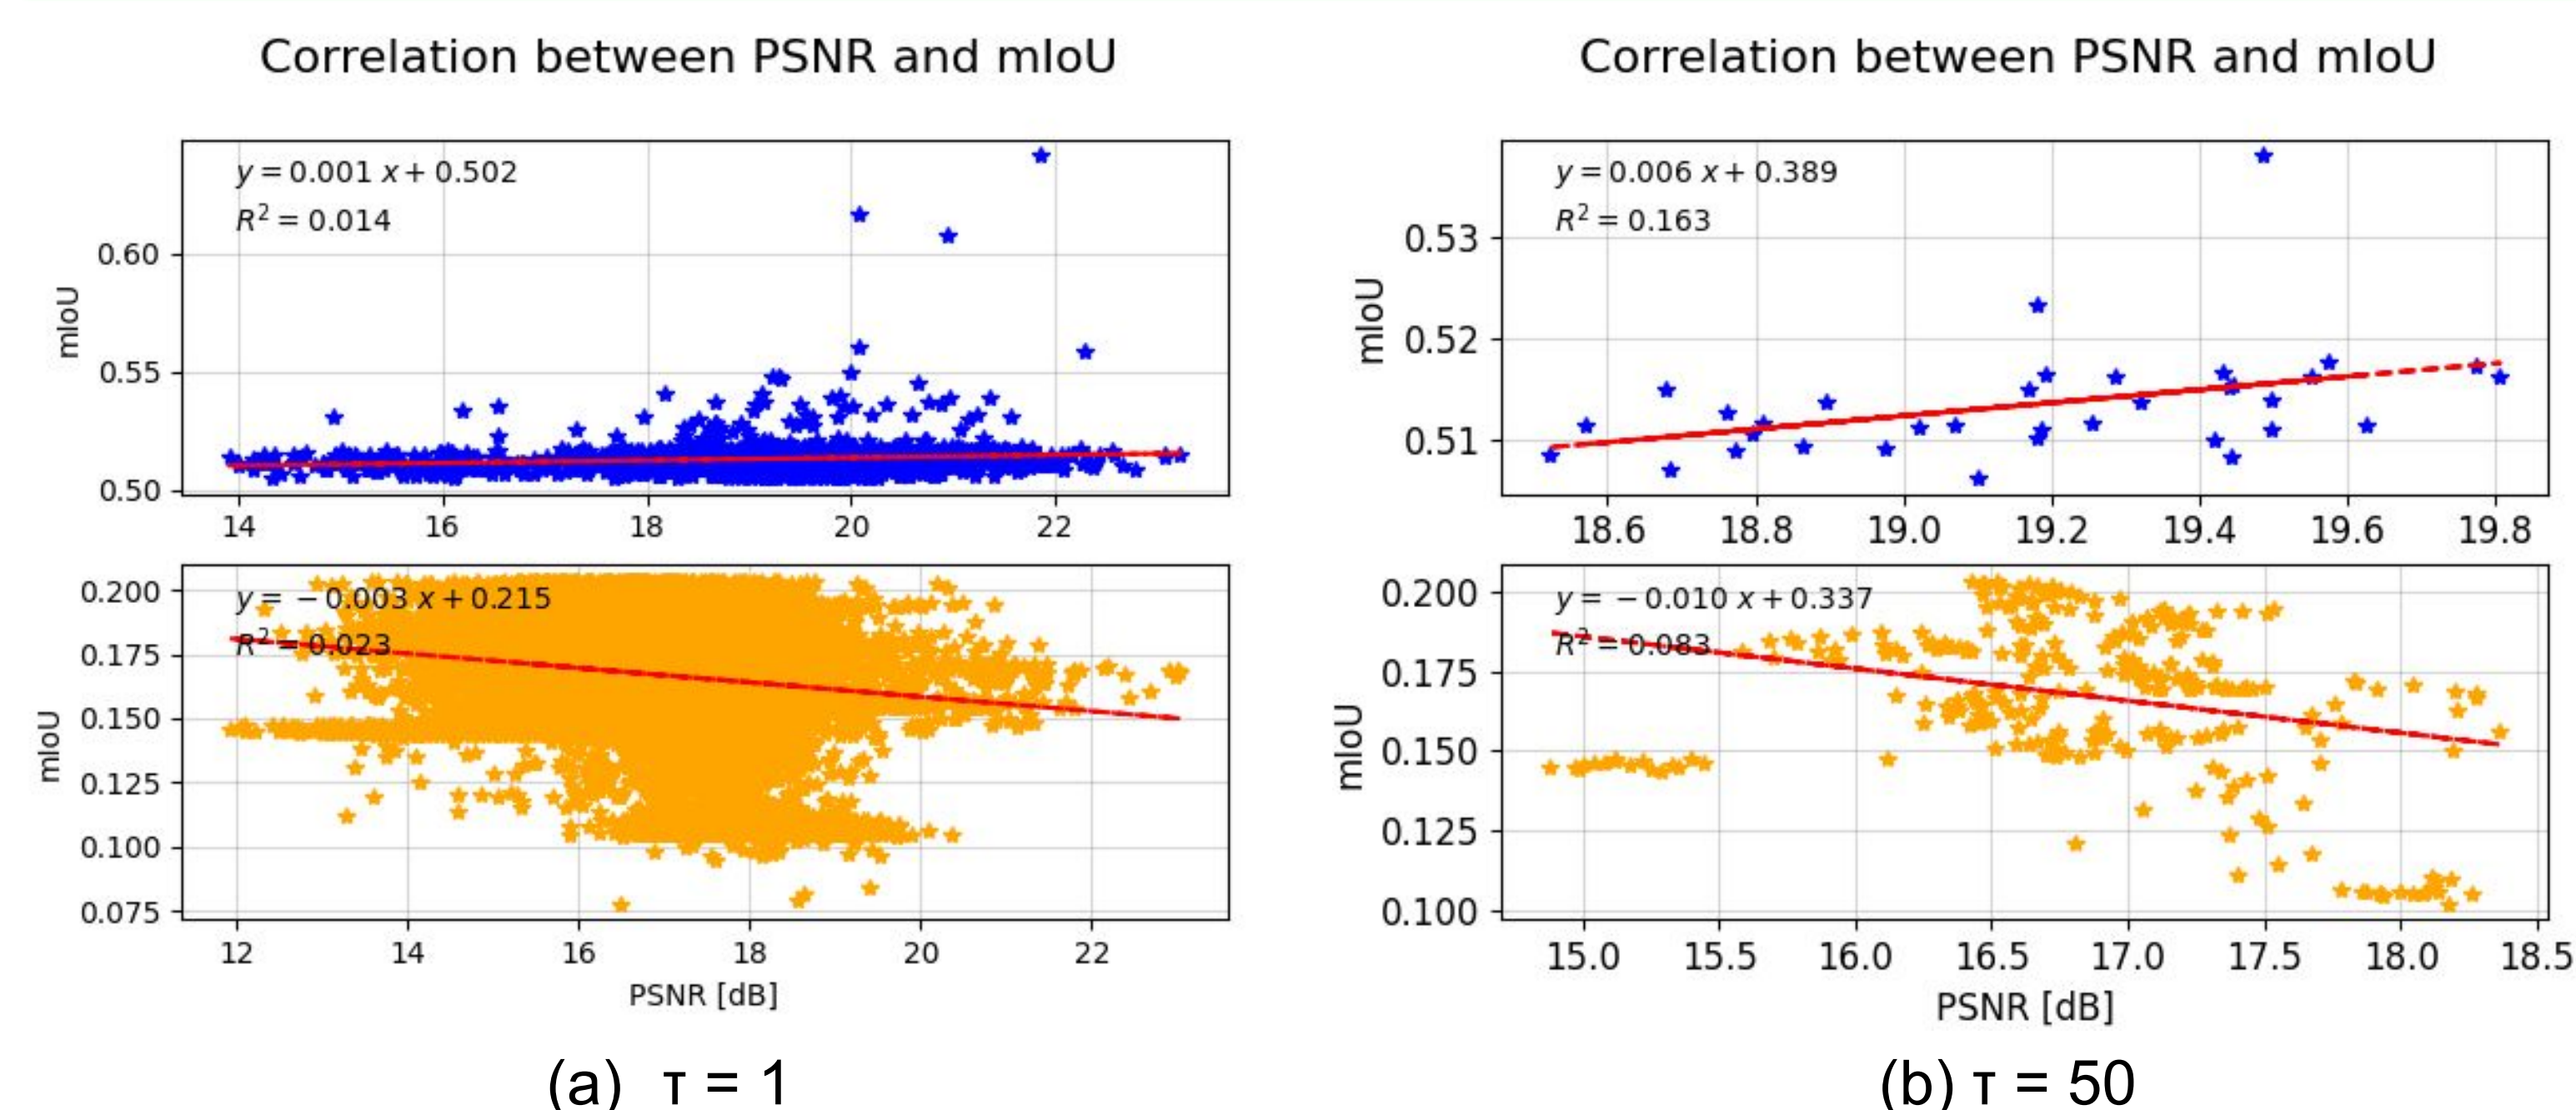 Correlation between PSNR and mIoU
y = 0.001 x + 0.502
R² = 0.014
mIoU
0.60
0.55
0.50
14 16 18 20 22
y = − 0.003 x + 0.215
R² = 0.023
mIoU
0.200
0.175
0.150
0.125
0.100
0.075
12 14 16 18 20 22
PSNR [dB]
(a) τ = 1
Correlation between PSNR and mIoU
y = 0.006 x + 0.389
R² = 0.163
mIoU
0.53
0.52
0.51
18.6 18.8 19.0 19.2 19.4 19.6 19.8
y = − 0.010 x + 0.337
R² = 0.083
mIoU
0.200
0.175
0.150
0.125
0.100
15.0 15.5 16.0 16.5 17.0 17.5 18.0 18.5
PSNR [dB]
(b) τ = 50